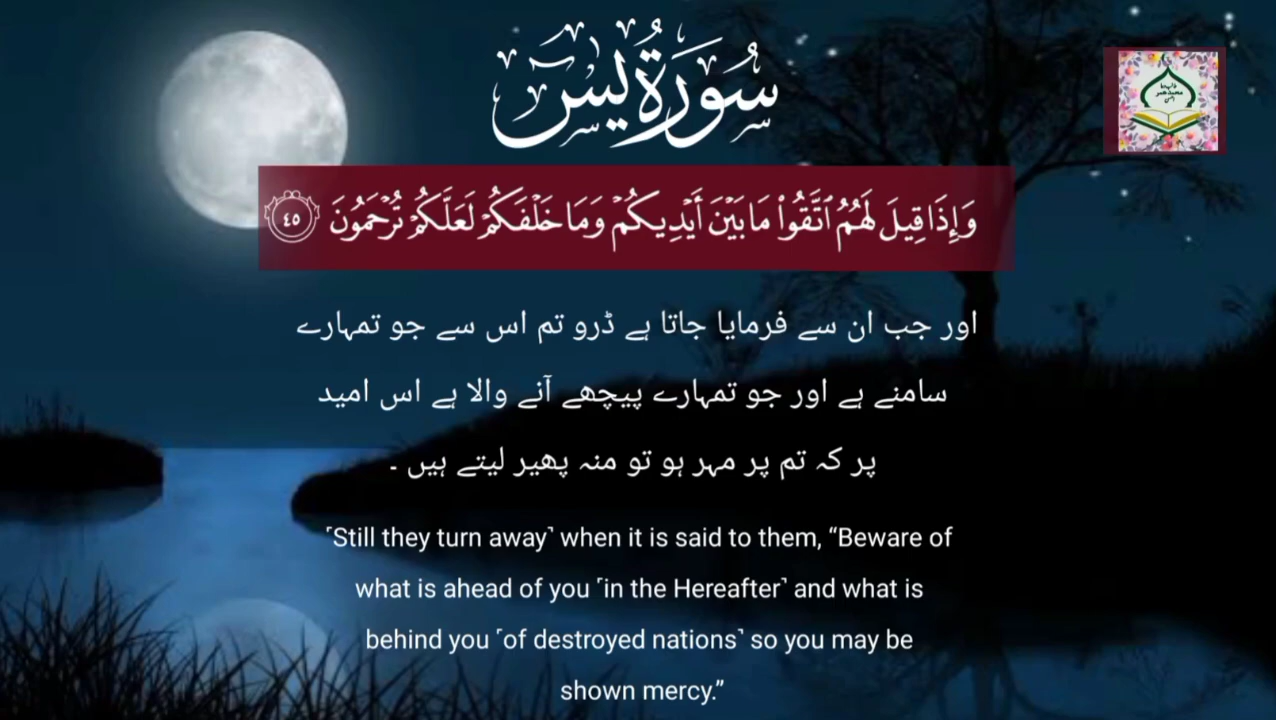 سُورَةُ يسٓ
وَإِذَا قِيلَ لَهُمُ ٱتَّقُوا۟ مَا بَيْنَ أَيْدِيكُمْ وَمَا خَلْفَكُمْ لَعَلَّكُمْ تُرْحَمُونَ ٤٥
اور جب ان سے فرمایا جاتا ہے ڈرو تم اس سے جو تمہارے
سامنے ہے اور جو تمہارے پیچھے آنے والا ہے اس امید
پر کہ تم پر مہر ہو تو منہ پھیر لیتے ہیں ۔
˹Still they turn away˺ when it is said to them, “Beware of
what is ahead of you ˹in the Hereafter˺ and what is
behind you ˹of destroyed nations˺ so you may be
shown mercy.”